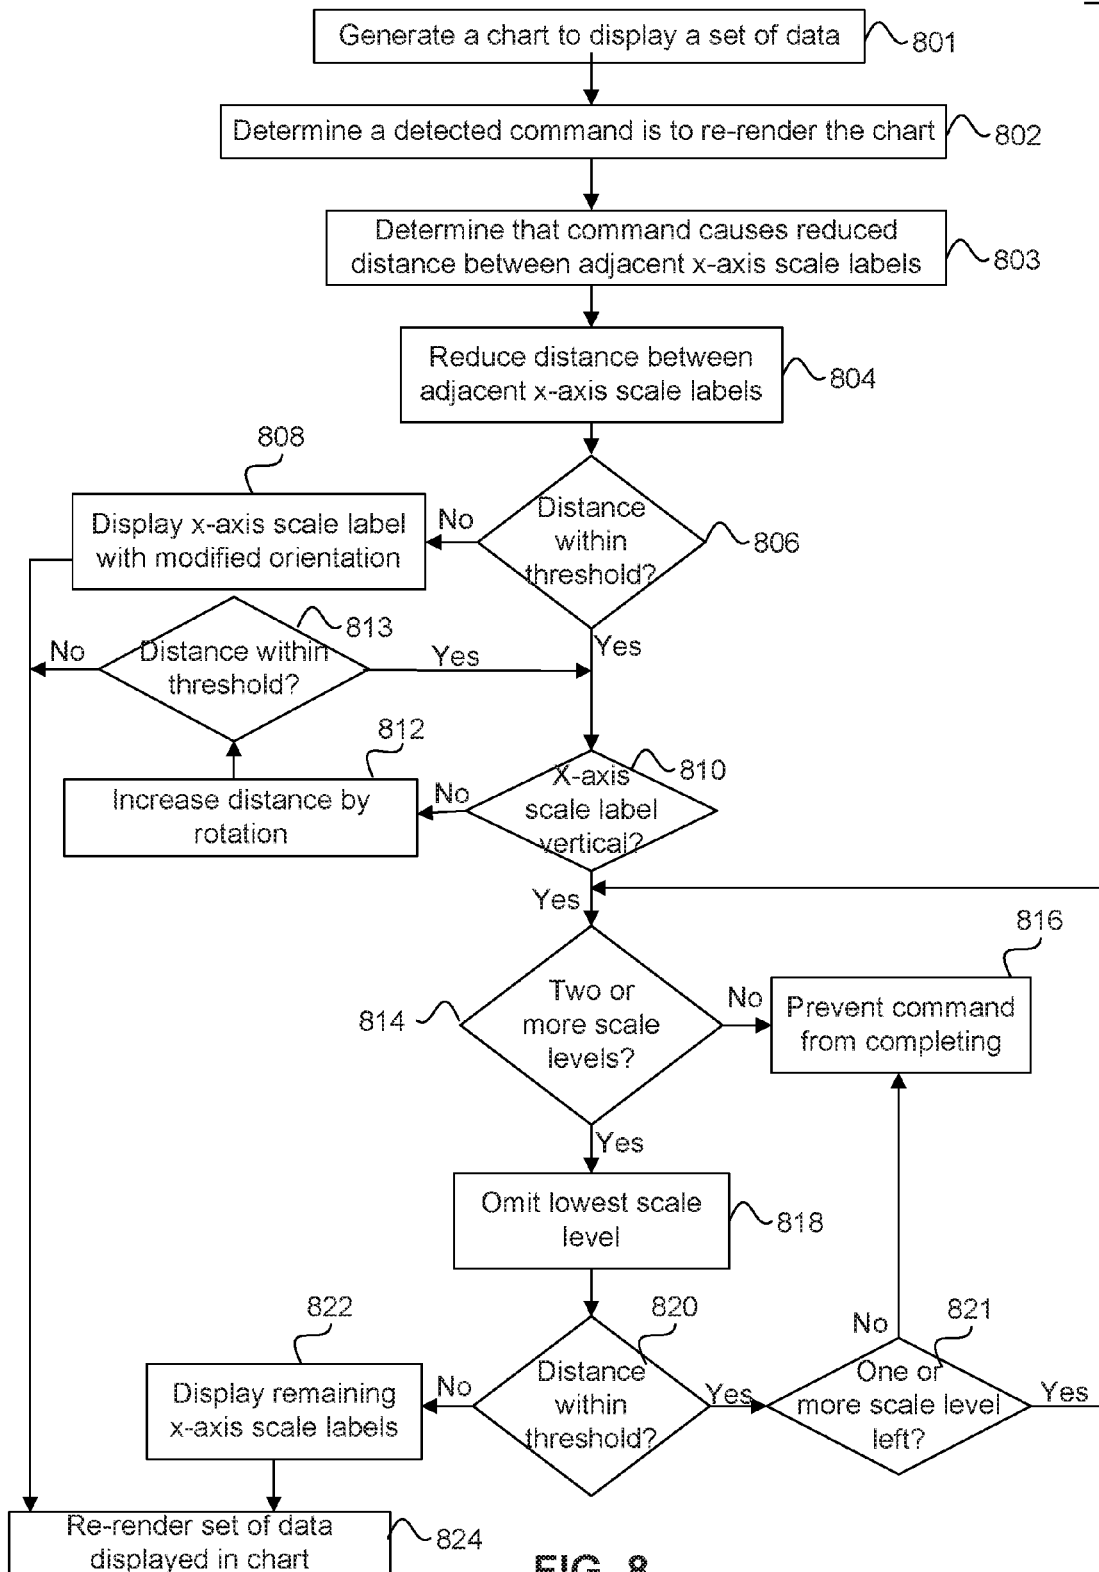 Generate a chart to display a set of data
801
Determine a detected command is to re-render the chart
802
Determine that command causes reduced
distance between adjacent x-axis scale labels
803
Reduce distance between
adjacent x-axis scale labels
804
808
Display x-axis scale label
with modified orientation
No
Distance
within
threshold?
806
Yes
813
No
Distance within
threshold?
Yes
812
Increase distance by
rotation
No
X-axis
scale label
vertical?
810
Yes
814
Two or
more scale
levels?
No
816
Prevent command
from completing
Yes
Omit lowest scale
level
818
822
Display remaining
x-axis scale labels
No
820
Distance
within
threshold?
Yes
No
821
One or
more scale level
left?
Yes
Re-render set of data
displayed in chart
824
FIG. 8